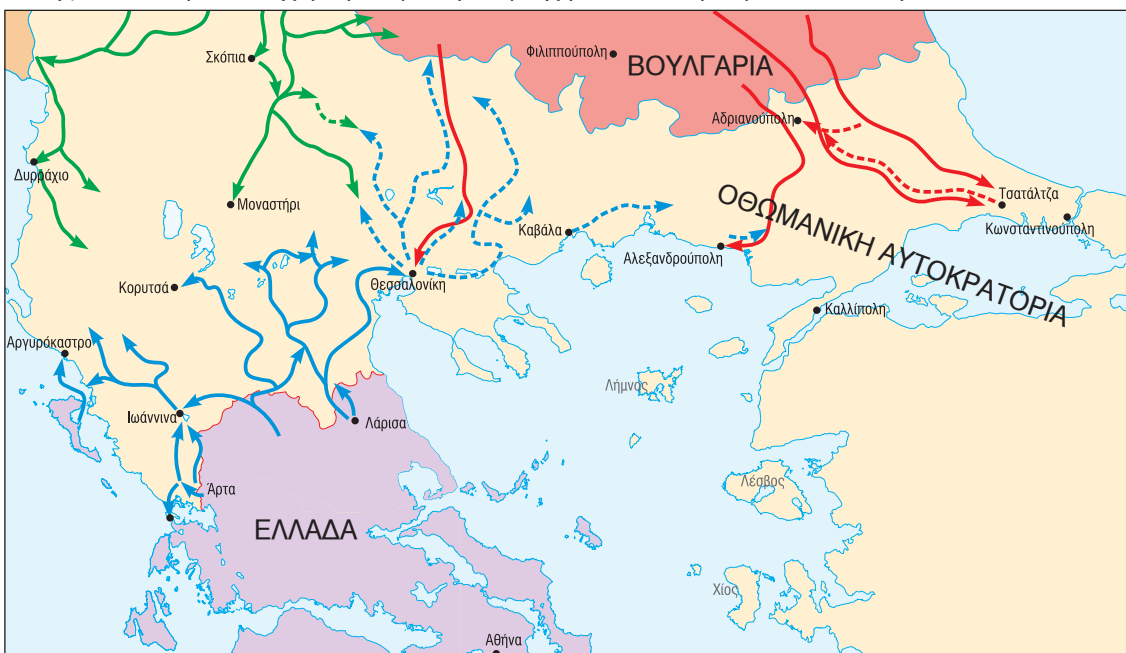 Σκόπια
Φιλιππούπολη
ΒΟΥΛΓΑΡΙΑ
Αδριανούπολη
Δυρράχιο
Μοναστήρι
Τσατάλτζα
Κωνσταντινούπολη
Καβάλα
Αλεξανδρούπολη
ΟΘΩΜΑΝΙΚΗ ΑΥΤΟΚΡΑΤΟΡΙΑ
Κορυτσά
Θεσσαλονίκη
Καλλίπολη
Αργυρόκαστρο
Λήμνος
Ιωάννινα
Λάρισα
Άρτα
Λέσβος
ΕΛΛΑΔΑ
Χίος
Αθήνα